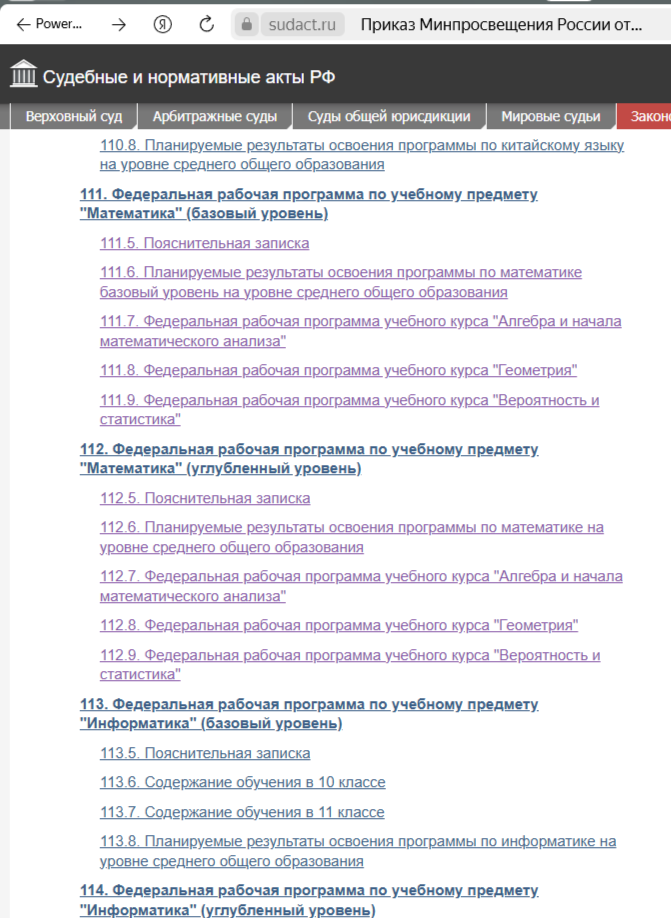 Power...
sudact.ru Приказ Минпросвещения России от...
Судебные и нормативные акты РФ
Верховный суд Арбитражные суды Суды общей юрисдикции Мировые судьи Законо
110.8. Планируемые результаты освоения программы по китайскому языку
на уровне среднего общего образования
111. Федеральная рабочая программа по учебному предмету
"Математика" (базовый уровень)
111.5. Пояснительная записка
111.6. Планируемые результаты освоения программы по математике
базовый уровень на уровне среднего общего образования
111.7. Федеральная рабочая программа учебного курса "Алгебра и начала
математического анализа"
111.8. Федеральная рабочая программа учебного курса "Геометрия"
111.9. Федеральная рабочая программа учебного курса "Вероятность и
статистика"
112. Федеральная рабочая программа по учебному предмету
"Математика" (углубленный уровень)
112.5. Пояснительная записка
112.6. Планируемые результаты освоения программы по математике на
уровне среднего общего образования
112.7. Федеральная рабочая программа учебного курса "Алгебра и начала
математического анализа"
112.8. Федеральная рабочая программа учебного курса "Геометрия"
112.9. Федеральная рабочая программа учебного курса "Вероятность и
статистика"
113. Федеральная рабочая программа по учебному предмету
"Информатика" (базовый уровень)
113.5. Пояснительная записка
113.6. Содержание обучения в 10 классе
113.7. Содержание обучения в 11 классе
113.8. Планируемые результаты освоения программы по информатике на
уровне среднего общего образования
114. Федеральная рабочая программа по учебному предмету
"Информатика" (углубленный уровень)